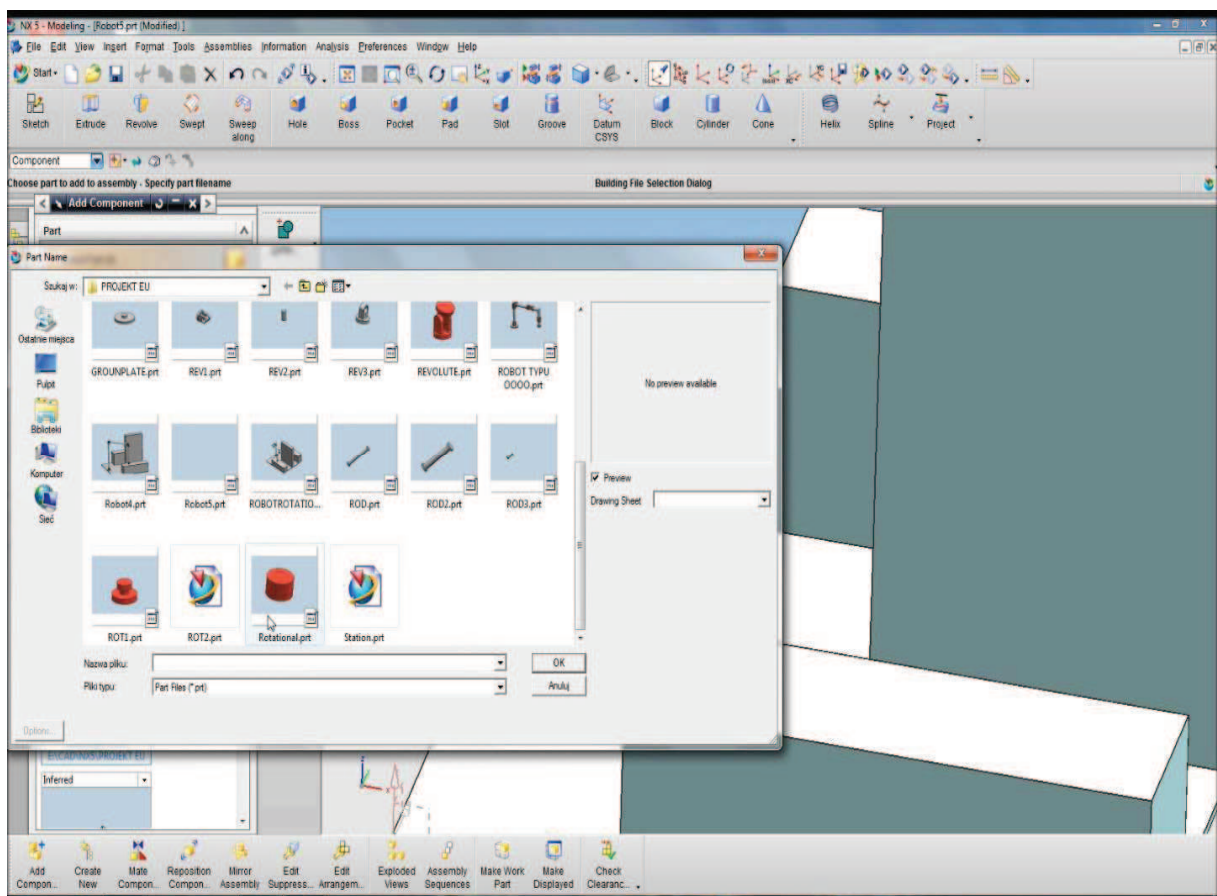 NX 5 - Modeling - [Robot5.prt (Modified) ]
File Edit View Insert Format Tools Assemblies Information Analysis Preferences Window Help
Start
Sketch Extrude Revolve Swept Sweep along Hole Boss Pocket Pad Slot Groove Datum CSYS Block Cylinder Cone Helix Spline Project
Component
Choose part to add to assembly - Specify part filename Building File Selection Dialog
Add Component
Part
Part Name
Szukaj w: PROJEKT EU
Ostatnie miejsca
Pulpit
Biblioteki
Komputer
Sieć
GROUNPLATE.prt REV1.prt REV2.prt REV3.prt REVOLUTE.prt ROBOT TYPU OOOO.prt
Robot4.prt Robot5.prt ROBOTROTATIO... ROD.prt ROD2.prt ROD3.prt
ROT1.prt ROT2.prt Rotational.prt Station.prt
No preview available
Preview
Drawing Sheet
Nazwa pliku: OK
Pliki typu: Part Files (*.prt) Anuluj
Options...
E:\CAD\NX5\PROJEKT EU
Inferred
Add Compon... Create New Mate Compon... Reposition Compon... Mirror Assembly Edit Suppress... Edit Arrangem... Exploded Views Assembly Sequences Make Work Part Make Displayed Check Clearanc...